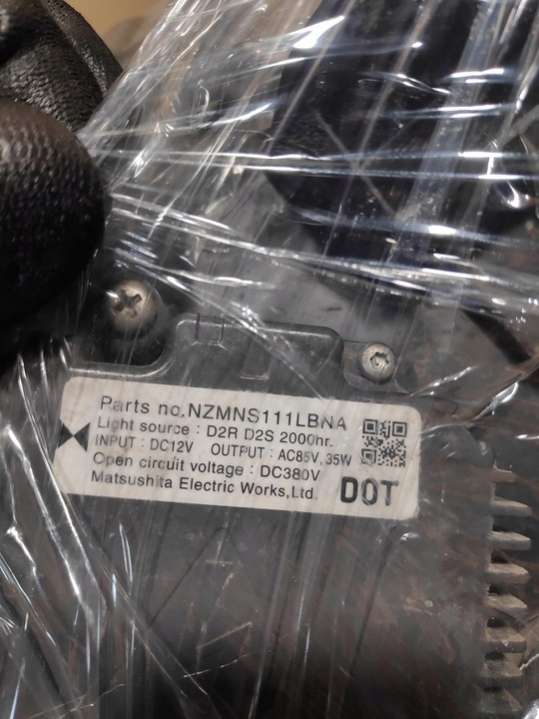 Parts no.NZMNS111LBNA
Light source : D2R D2S 2000hr.
INPUT : DC12V OUTPUT : AC85V, 35W
Open circuit voltage : DC380V
Matsushita Electric Works,Ltd. DOT